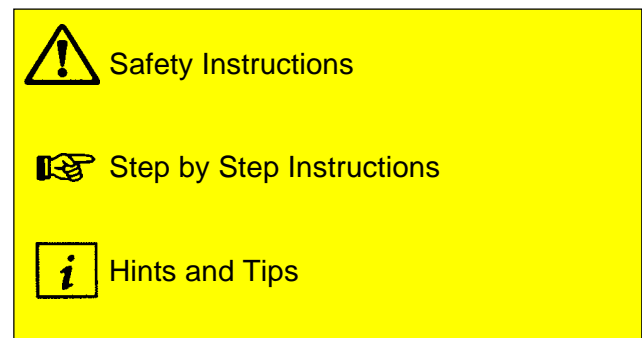 Safety Instructions
Step by Step Instructions
i Hints and Tips